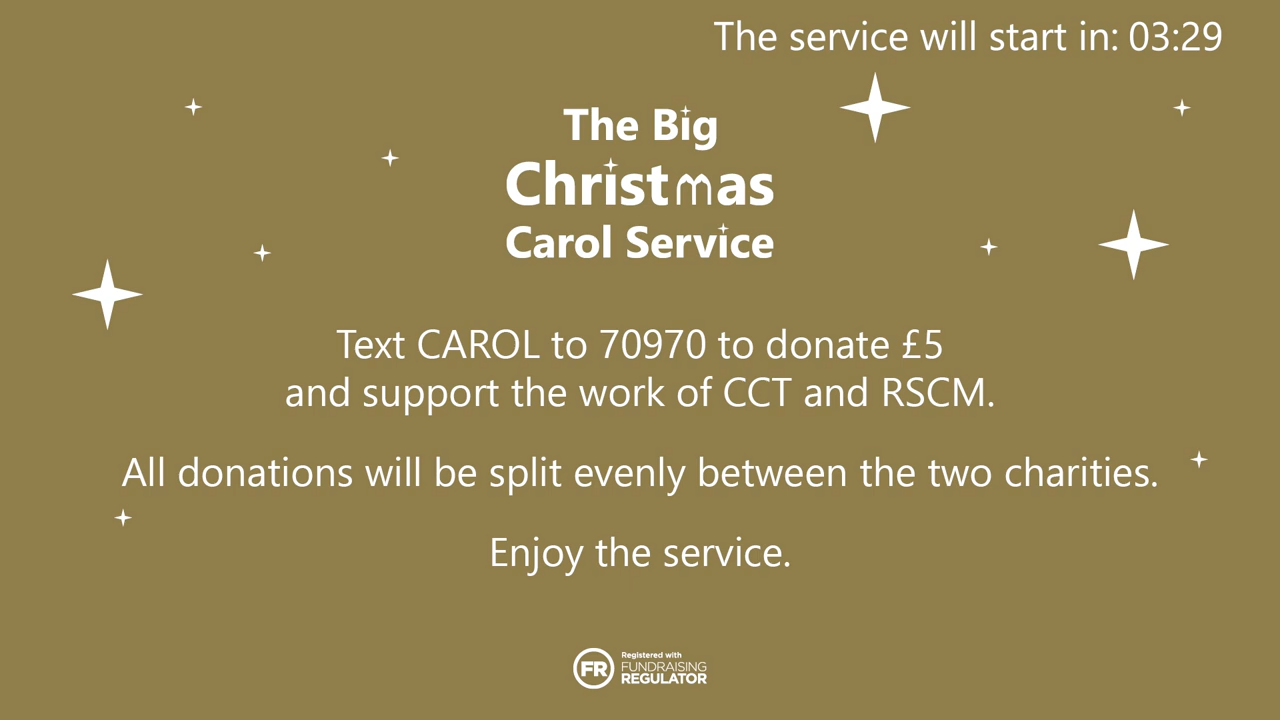 The service will start in: 03:29
The Big
Christmas
Carol Service
Text CAROL to 70970 to donate £5
and support the work of CCT and RSCM.
All donations will be split evenly between the two charities.
Enjoy the service.
FR
Registered with
FUNDRAISING
REGULATOR